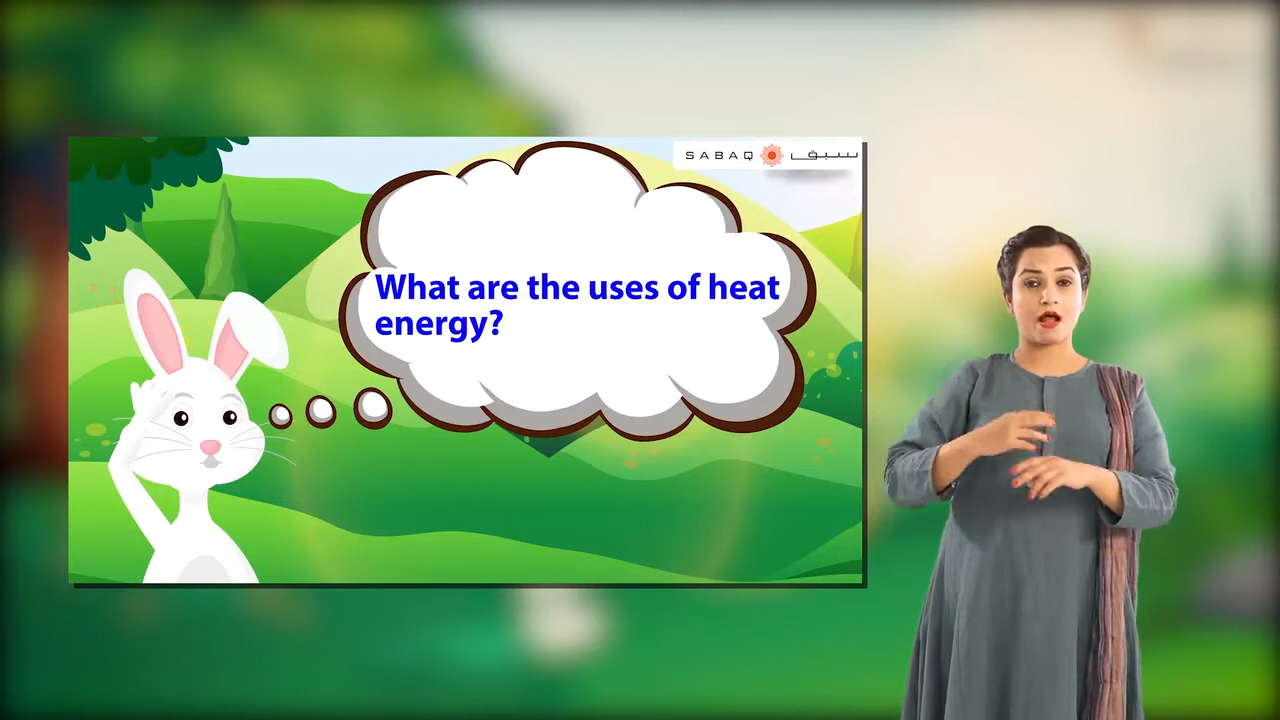 SABAQ سبق
What are the uses of heat
energy?